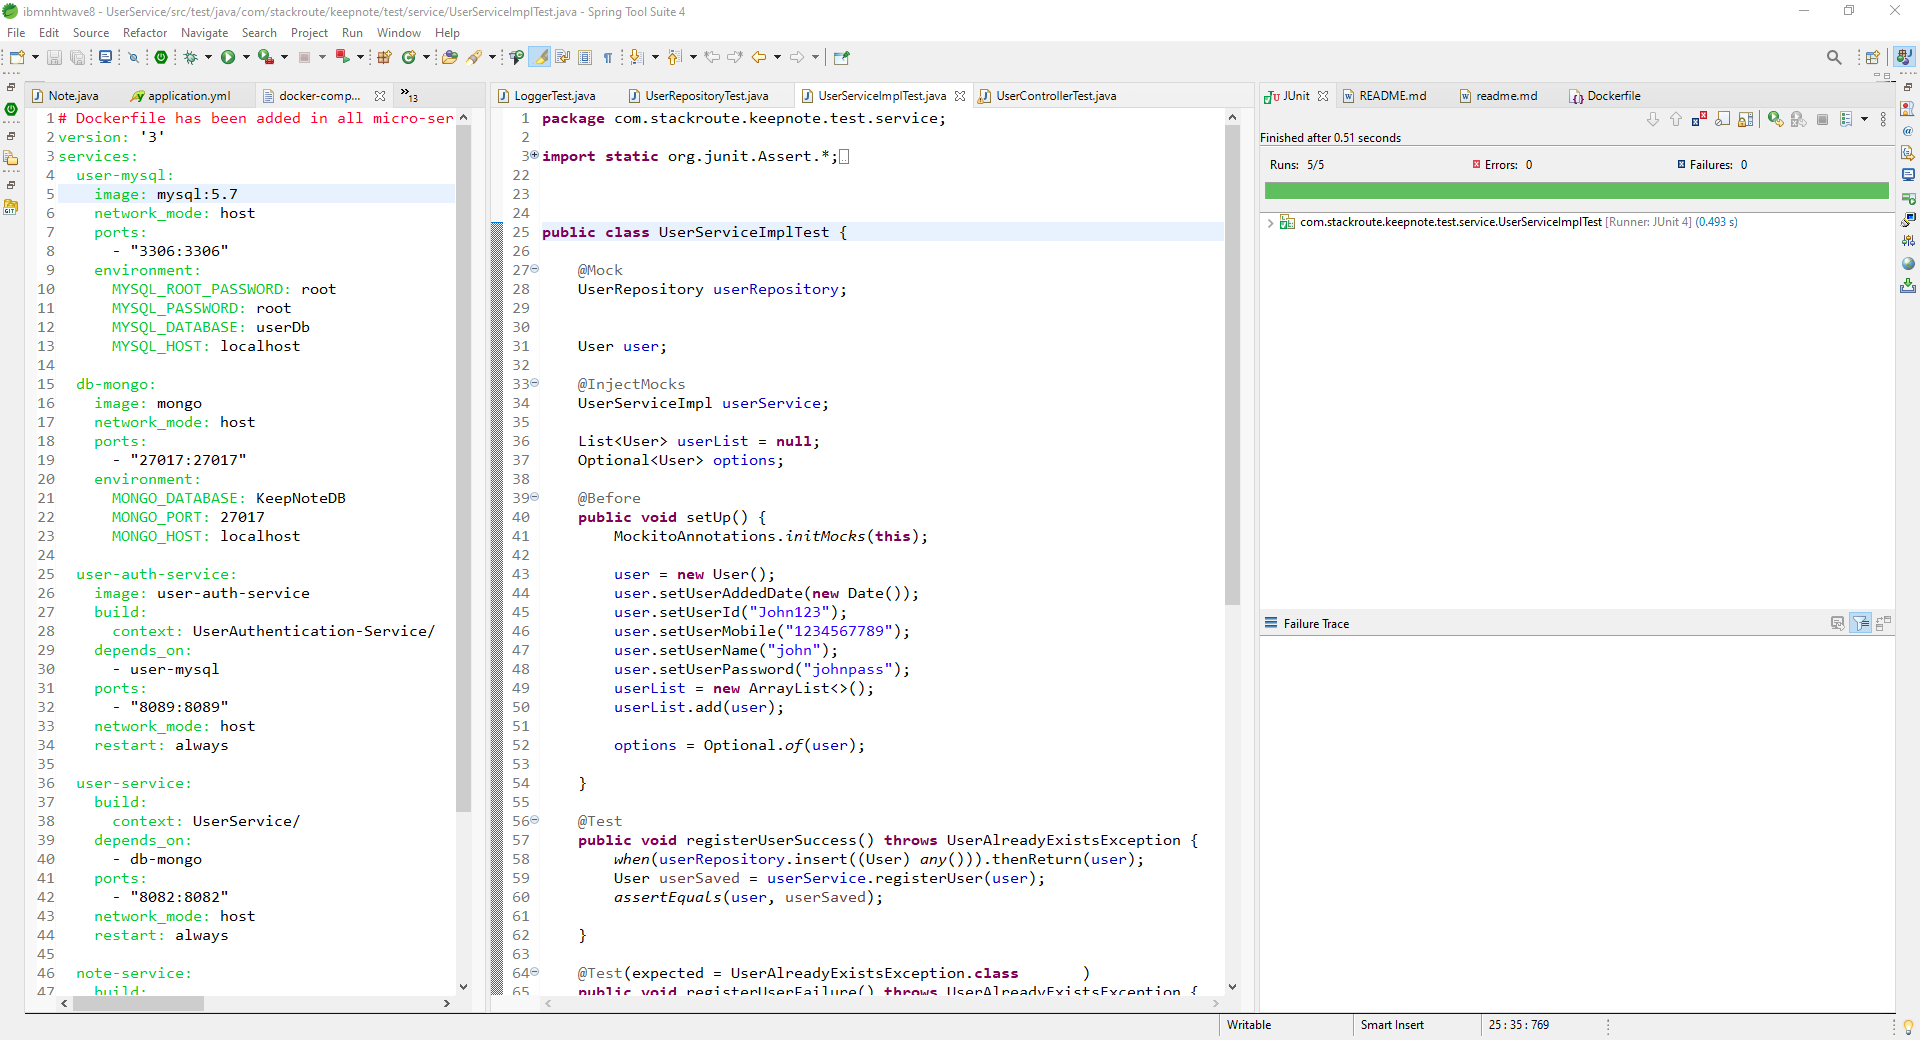 ibmnhtwave8 - UserService/src/test/java/com/stackroute/keepnote/test/service/UserServiceImplTest.java - Spring Tool Suite 4
File Edit Source Refactor Navigate Search Project Run Window Help
Note.java application.yml docker-comp... »13
1 # Dockerfile has been added in all micro-ser
2 version: '3'
3 services:
4 user-mysql:
5 image: mysql:5.7
6 network_mode: host
7 ports:
8 - "3306:3306"
9 environment:
10 MYSQL_ROOT_PASSWORD: root
11 MYSQL_PASSWORD: root
12 MYSQL_DATABASE: userDb
13 MYSQL_HOST: localhost
14
15 db-mongo:
16 image: mongo
17 network_mode: host
18 ports:
19 - "27017:27017"
20 environment:
21 MONGO_DATABASE: KeepNoteDB
22 MONGO_PORT: 27017
23 MONGO_HOST: localhost
24
25 user-auth-service:
26 image: user-auth-service
27 build:
28 context: UserAuthentication-Service/
29 depends_on:
30 - user-mysql
31 ports:
32 - "8089:8089"
33 network_mode: host
34 restart: always
35
36 user-service:
37 build:
38 context: UserService/
39 depends_on:
40 - db-mongo
41 ports:
42 - "8082:8082"
43 network_mode: host
44 restart: always
45
46 note-service:
47 build:
LoggerTest.java UserRepositoryTest.java UserServiceImplTest.java UserControllerTest.java
1 package com.stackroute.keepnote.test.service;
2
3 import static org.junit.Assert.*;
22
23
24
25 public class UserServiceImplTest {
26
27 @Mock
28 UserRepository userRepository;
29
30
31 User user;
32
33 @InjectMocks
34 UserServiceImpl userService;
35
36 List<User> userList = null;
37 Optional<User> options;
38
39 @Before
40 public void setUp() {
41 MockitoAnnotations.initMocks(this);
42
43 user = new User();
44 user.setUserAddedDate(new Date());
45 user.setUserId("John123");
46 user.setUserMobile("1234567789");
47 user.setUserName("john");
48 user.setUserPassword("johnpass");
49 userList = new ArrayList<>();
50 userList.add(user);
51
52 options = Optional.of(user);
53
54 }
55
56 @Test
57 public void registerUserSuccess() throws UserAlreadyExistsException {
58 when(userRepository.insert((User) any())).thenReturn(user);
59 User userSaved = userService.registerUser(user);
60 assertEquals(user, userSaved);
61
62 }
63
64 @Test(expected = UserAlreadyExistsException.class )
65 public void registerUserFailure() throws UserAlreadyExistsException {
JUnit README.md readme.md Dockerfile
Finished after 0.51 seconds
Runs: 5/5 Errors: 0 Failures: 0
com.stackroute.keepnote.test.service.UserServiceImplTest [Runner: JUnit 4] (0.493 s)
Failure Trace
Writable Smart Insert 25 : 35 : 769